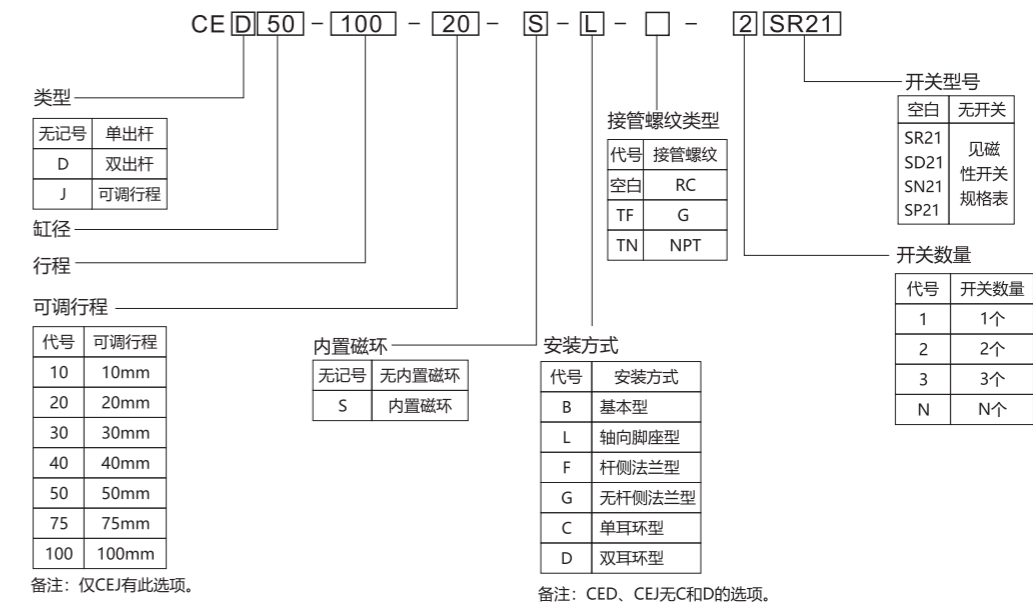 CE D 50 - 100 - 20 - S - L - □ - 2 SR21
类型
无记号 单出杆
D 双出杆
J 可调行程
缸径
行程
可调行程
代号 可调行程
10 10mm
20 20mm
30 30mm
40 40mm
50 50mm
75 75mm
100 100mm
备注：仅CEJ有此选项。
内置磁环
无记号 无内置磁环
S 内置磁环
安装方式
代号 安装方式
B 基本型
L 轴向脚座型
F 杆侧法兰型
G 无杆侧法兰型
C 单耳环型
D 双耳环型
备注：CED、CEJ无C和D的选项。
接管螺纹类型
代号 接管螺纹
空白 RC
TF G
TN NPT
开关型号
空白 无开关
SR21
SD21
SN21
SP21
见磁
性开关
规格表
开关数量
代号 开关数量
1 1个
2 2个
3 3个
N N个